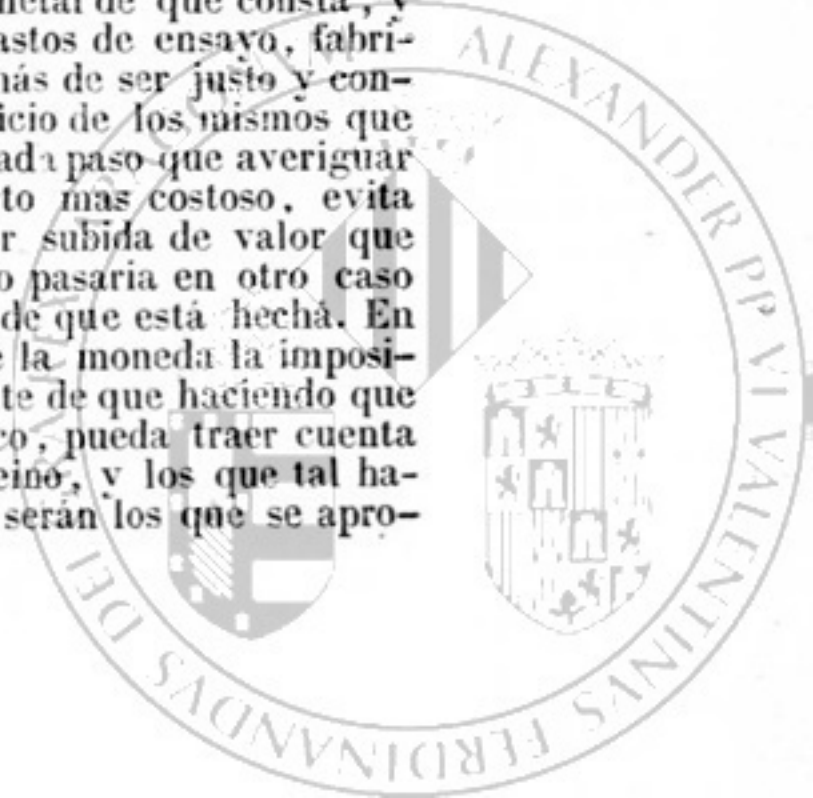 metal de que consta, y
astos de ensayo, fabri-
más de ser justo y con-
icio de los mismos que
ad a paso que averiguar
to mas costoso, evita
r subida de valor que
o pasaria en otro caso
de que está hecha. En
e la moneda la imposi-
te de que haciendo que
co, pueda traer cuenta
eino, y los que tal ha-
serán los que se apro-
ALEXANDER PP VI VALENTINVS FERDINANDVS DEI